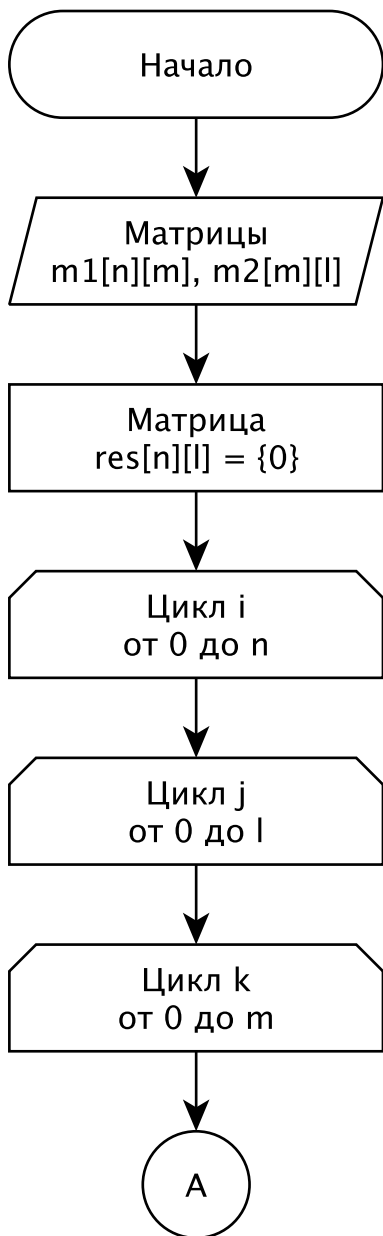 Начало
Матрицы
m1[n][m], m2[m][l]
Матрица
res[n][l] = {0}
Цикл i
от 0 до n
Цикл j
от 0 до l
Цикл k
от 0 до m
A